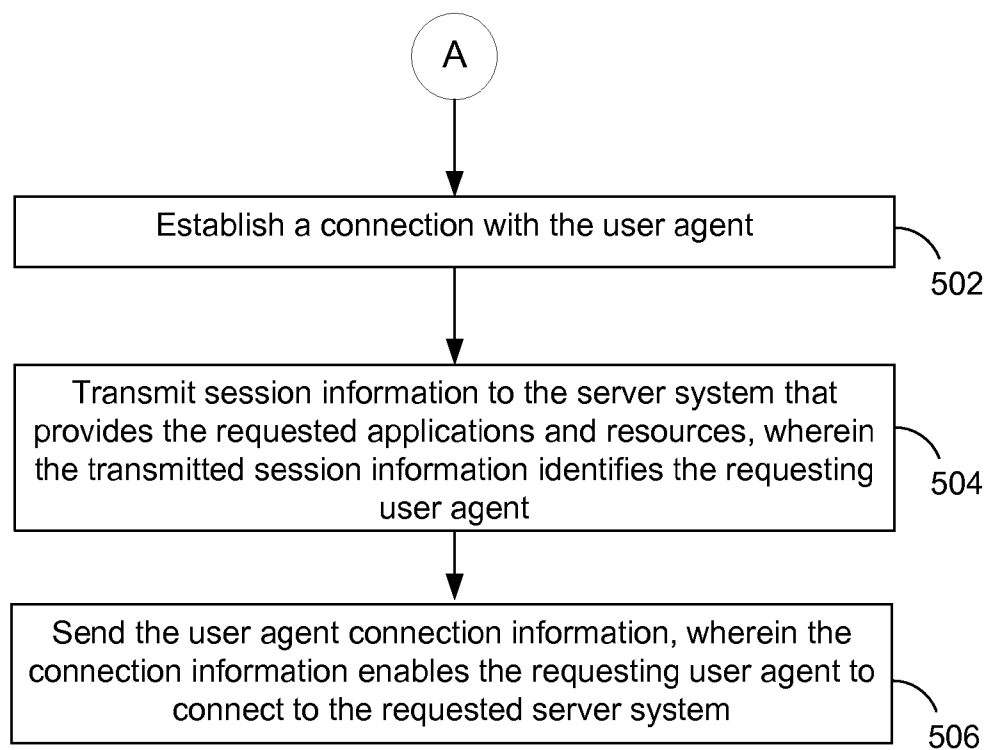 A
Establish a connection with the user agent
502
Transmit session information to the server system that
provides the requested applications and resources, wherein
the transmitted session information identifies the requesting
user agent
504
Send the user agent connection information, wherein the
connection information enables the requesting user agent to
connect to the requested server system
506